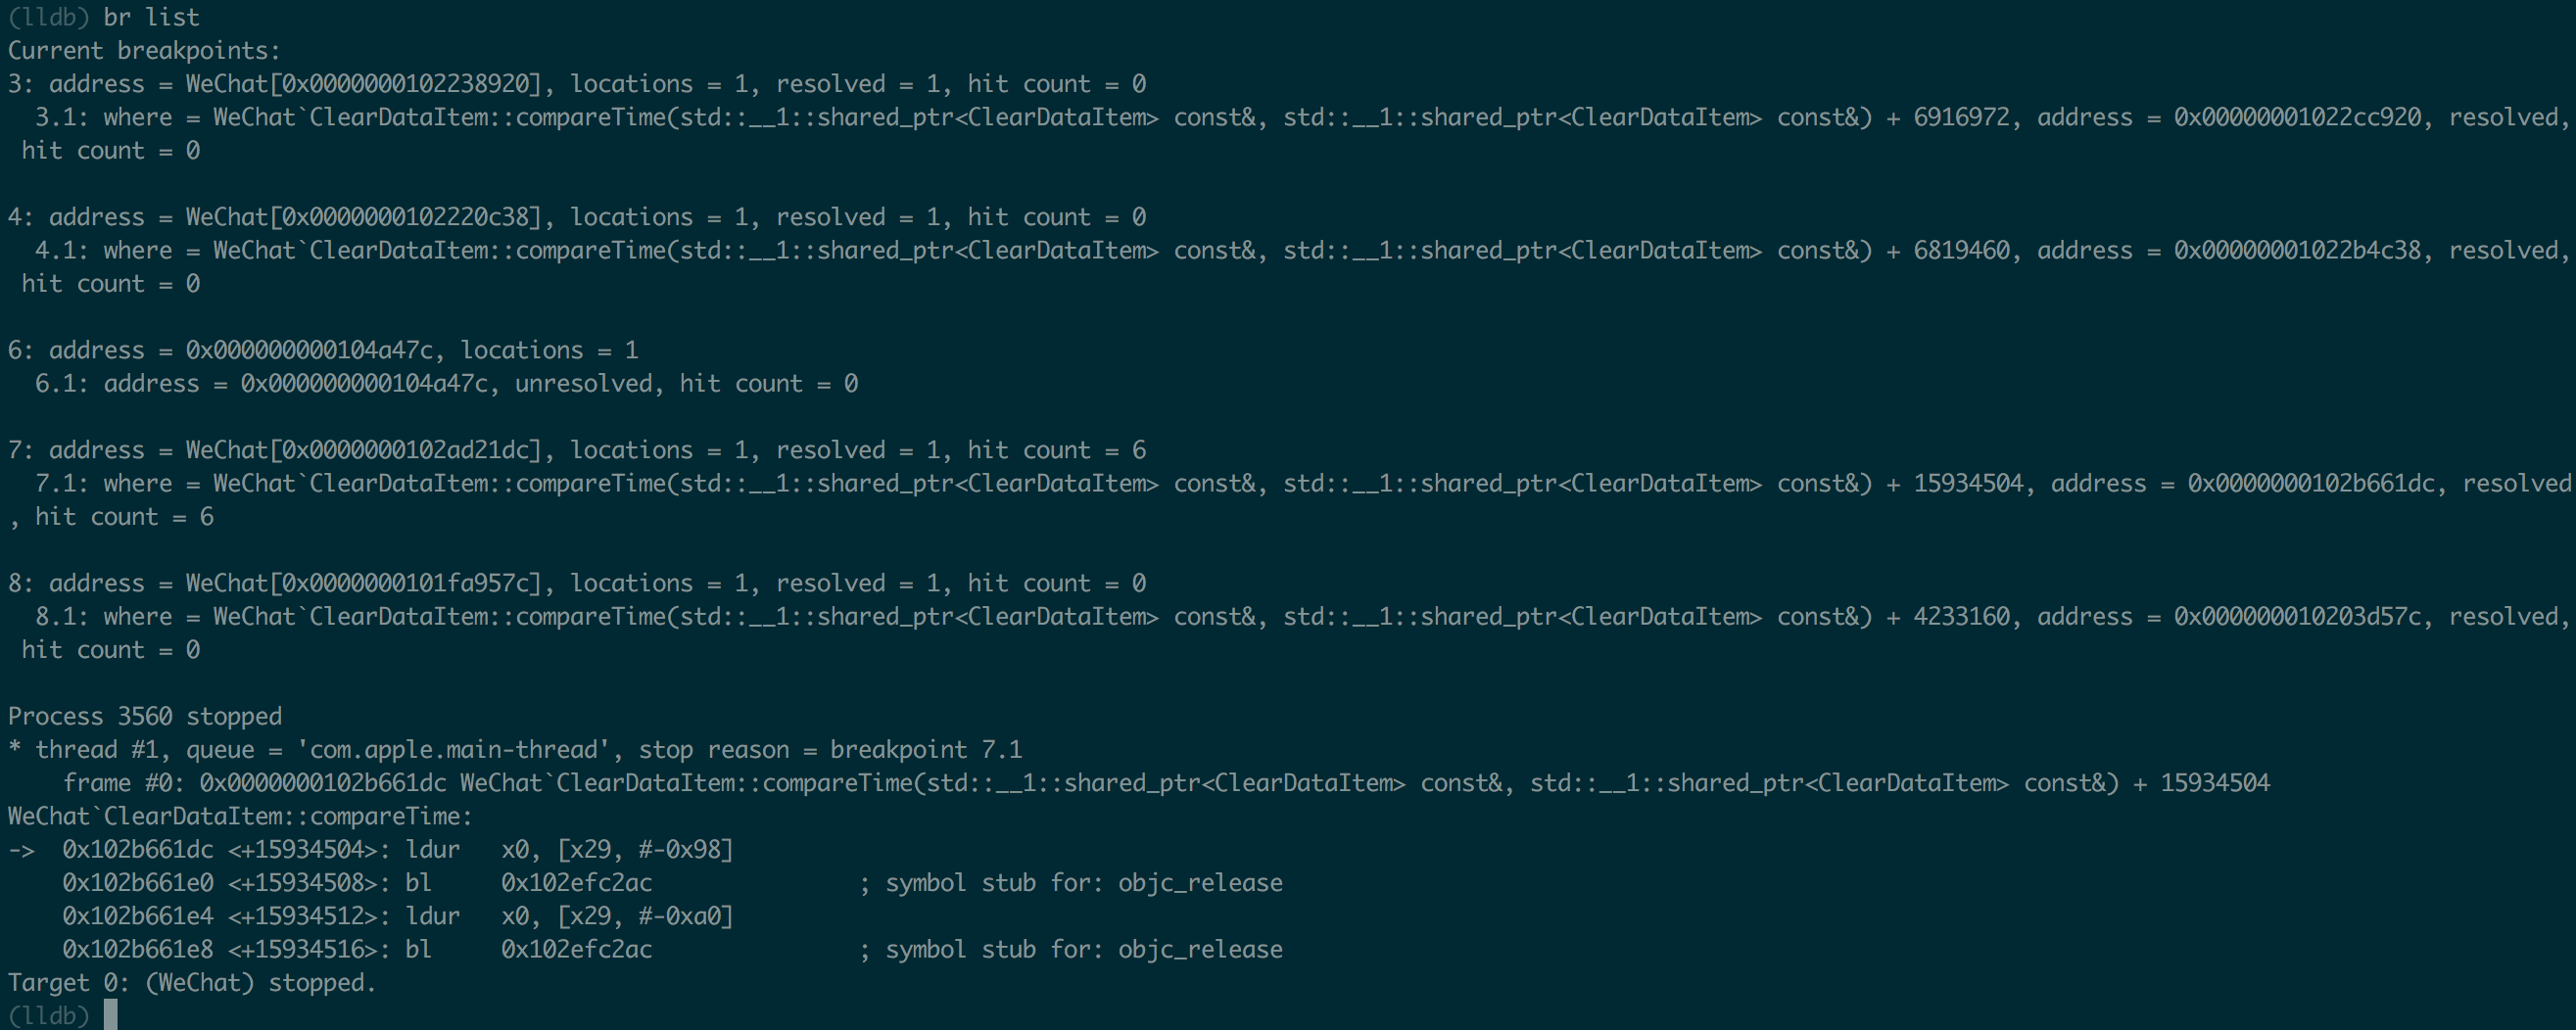 (lldb) br list
Current breakpoints:
3: address = WeChat[0x0000000102238920], locations = 1, resolved = 1, hit count = 0
  3.1: where = WeChat`ClearDataItem::compareTime(std::__1::shared_ptr<ClearDataItem> const&, std::__1::shared_ptr<ClearDataItem> const&) + 6916972, address = 0x00000001022cc920, resolved,
 hit count = 0

4: address = WeChat[0x0000000102220c38], locations = 1, resolved = 1, hit count = 0
  4.1: where = WeChat`ClearDataItem::compareTime(std::__1::shared_ptr<ClearDataItem> const&, std::__1::shared_ptr<ClearDataItem> const&) + 6819460, address = 0x00000001022b4c38, resolved,
 hit count = 0

6: address = 0x000000000104a47c, locations = 1
  6.1: address = 0x000000000104a47c, unresolved, hit count = 0

7: address = WeChat[0x0000000102ad21dc], locations = 1, resolved = 1, hit count = 6
  7.1: where = WeChat`ClearDataItem::compareTime(std::__1::shared_ptr<ClearDataItem> const&, std::__1::shared_ptr<ClearDataItem> const&) + 15934504, address = 0x0000000102b661dc, resolved
, hit count = 6

8: address = WeChat[0x0000000101fa957c], locations = 1, resolved = 1, hit count = 0
  8.1: where = WeChat`ClearDataItem::compareTime(std::__1::shared_ptr<ClearDataItem> const&, std::__1::shared_ptr<ClearDataItem> const&) + 4233160, address = 0x000000010203d57c, resolved,
 hit count = 0

Process 3560 stopped
* thread #1, queue = 'com.apple.main-thread', stop reason = breakpoint 7.1
    frame #0: 0x0000000102b661dc WeChat`ClearDataItem::compareTime(std::__1::shared_ptr<ClearDataItem> const&, std::__1::shared_ptr<ClearDataItem> const&) + 15934504
WeChat`ClearDataItem::compareTime:
->  0x102b661dc <+15934504>: ldur   x0, [x29, #-0x98]
    0x102b661e0 <+15934508>: bl     0x102efc2ac               ; symbol stub for: objc_release
    0x102b661e4 <+15934512>: ldur   x0, [x29, #-0xa0]
    0x102b661e8 <+15934516>: bl     0x102efc2ac               ; symbol stub for: objc_release
Target 0: (WeChat) stopped.
(lldb)